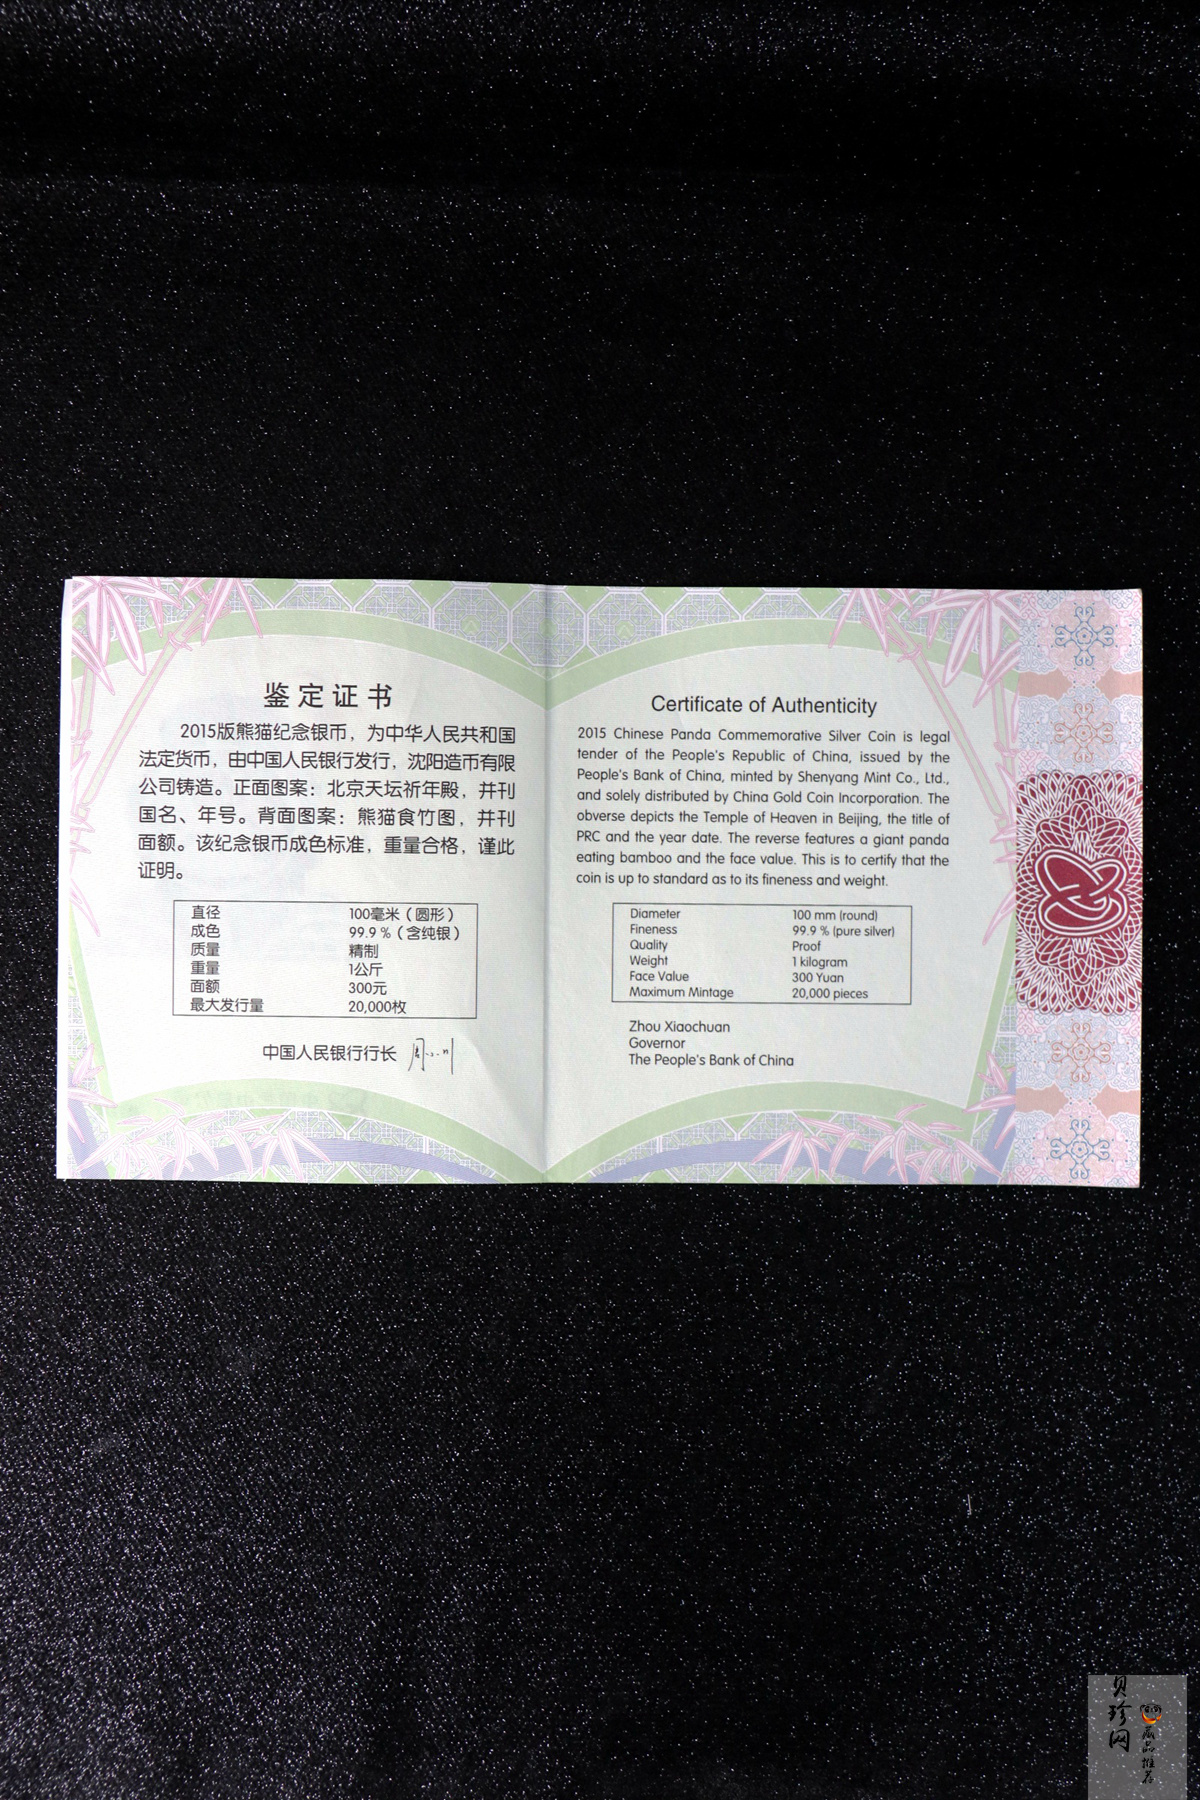 鉴定证书
2015版熊猫纪念银币，为中华人民共和国
法定货币，由中国人民银行发行，沈阳造币有限
公司铸造。正面图案：北京天坛祈年殿，并刊
国名、年号。背面图案：熊猫食竹图，并刊
面额。该纪念银币成色标准，重量合格，谨此
证明。
直径 100毫米（圆形）
成色 99.9％（含纯银）
质量 精制
重量 1公斤
面额 300元
最大发行量 20,000枚
中国人民银行行长
Certificate of Authenticity
2015 Chinese Panda Commemorative Silver Coin is legal
tender of the People's Republic of China, issued by the
People's Bank of China, minted by Shenyang Mint Co., Ltd.,
and solely distributed by China Gold Coin Incorporation. The
obverse depicts the Temple of Heaven in Beijing, the title of
PRC and the year date. The reverse features a giant panda
eating bamboo and the face value. This is to certify that the
coin is up to standard as to its fineness and weight.
Diameter 100 mm (round)
Fineness 99.9 % (pure silver)
Quality Proof
Weight 1 kilogram
Face Value 300 Yuan
Maximum Mintage 20,000 pieces
Zhou Xiaochuan
Governor
The People's Bank of China
贝珍网
藏品推荐